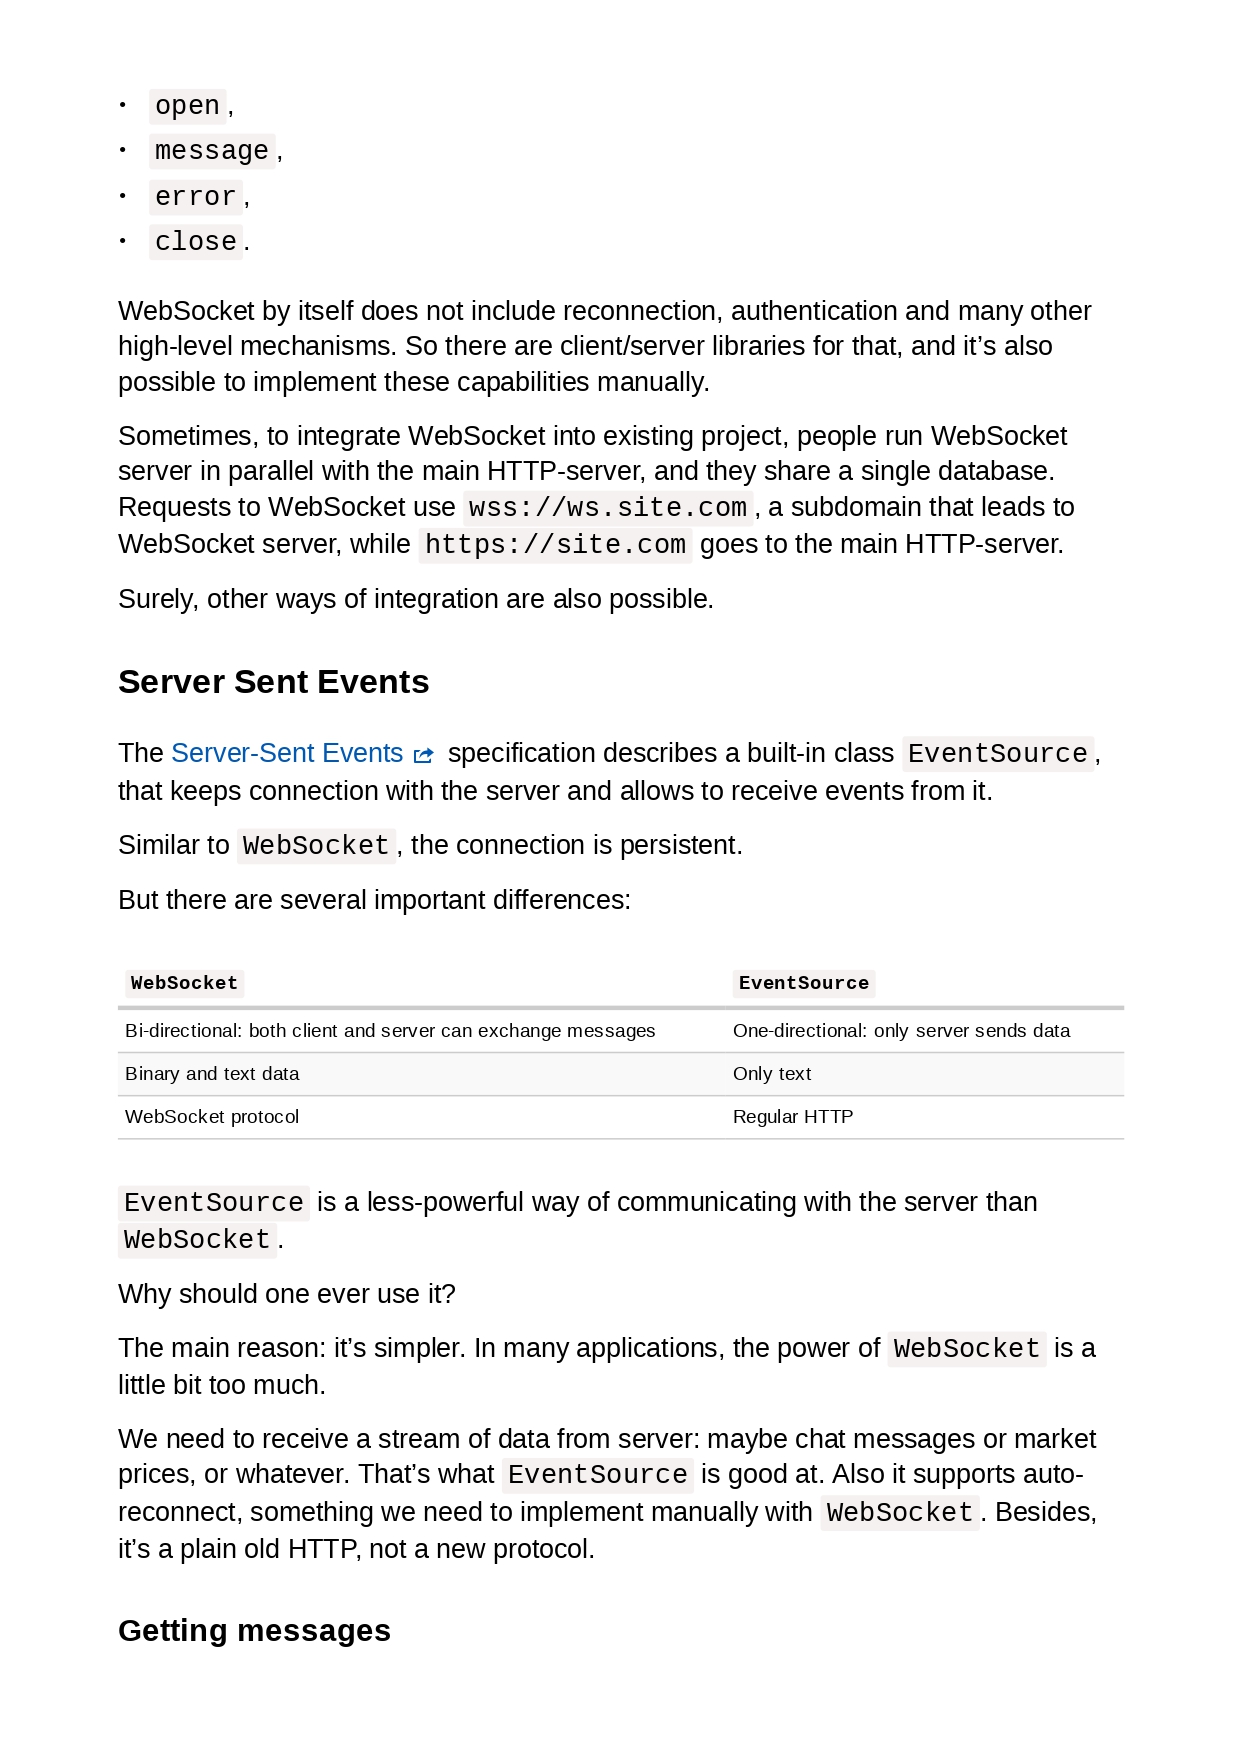 • open,
• message,
• error,
• close.
WebSocket by itself does not include reconnection, authentication and many other
high-level mechanisms. So there are client/server libraries for that, and it’s also
possible to implement these capabilities manually.
Sometimes, to integrate WebSocket into existing project, people run WebSocket
server in parallel with the main HTTP-server, and they share a single database.
Requests to WebSocket use wss://ws.site.com, a subdomain that leads to
WebSocket server, while https://site.com goes to the main HTTP-server.
Surely, other ways of integration are also possible.
Server Sent Events
The Server-Sent Events specification describes a built-in class EventSource,
that keeps connection with the server and allows to receive events from it.
Similar to WebSocket, the connection is persistent.
But there are several important differences:
WebSocket EventSource
Bi-directional: both client and server can exchange messages One-directional: only server sends data
Binary and text data Only text
WebSocket protocol Regular HTTP
EventSource is a less-powerful way of communicating with the server than
WebSocket.
Why should one ever use it?
The main reason: it’s simpler. In many applications, the power of WebSocket is a
little bit too much.
We need to receive a stream of data from server: maybe chat messages or market
prices, or whatever. That’s what EventSource is good at. Also it supports auto-
reconnect, something we need to implement manually with WebSocket. Besides,
it’s a plain old HTTP, not a new protocol.
Getting messages